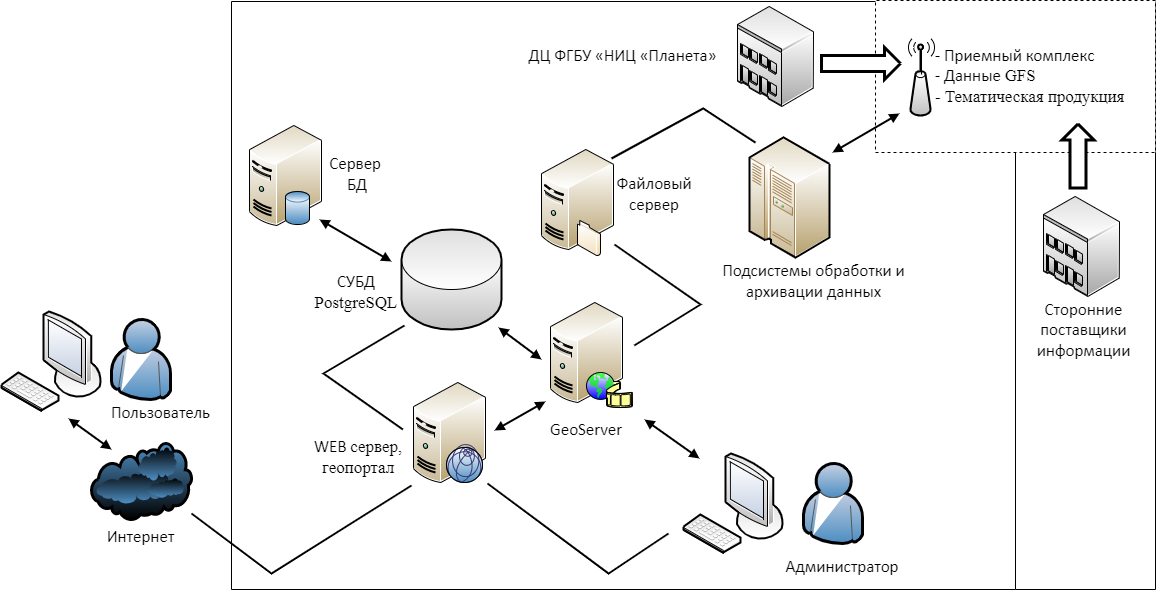 ДЦ ФГБУ «НИЦ «Планета»
- Приемный комплекс
- Данные GFS
- Тематическая продукция
Сервер
БД
Файловый
сервер
Подсистемы обработки и
архивации данных
СУБД
PostgreSQL
Сторонние
поставщики
информации
Пользователь
GeoServer
WEB сервер,
геопортал
Интернет
Администратор